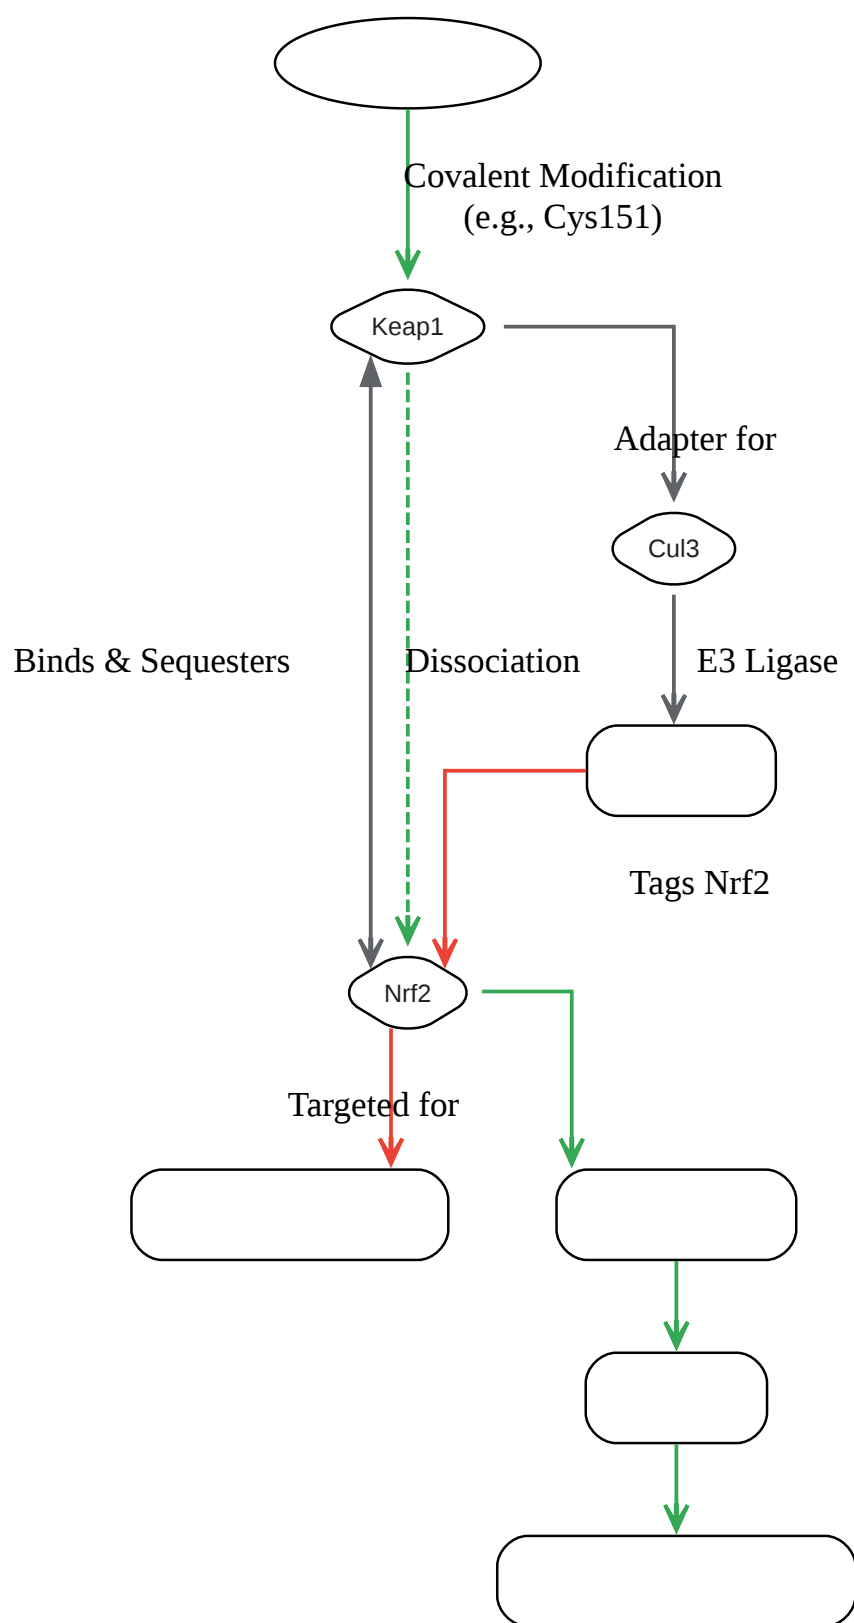 Covalent Modification
(e.g., Cys151)
Keap1
Adapter for
Cul3
Binds & Sequesters
Dissociation
E3 Ligase
Tags Nrf2
Nrf2
Targeted for